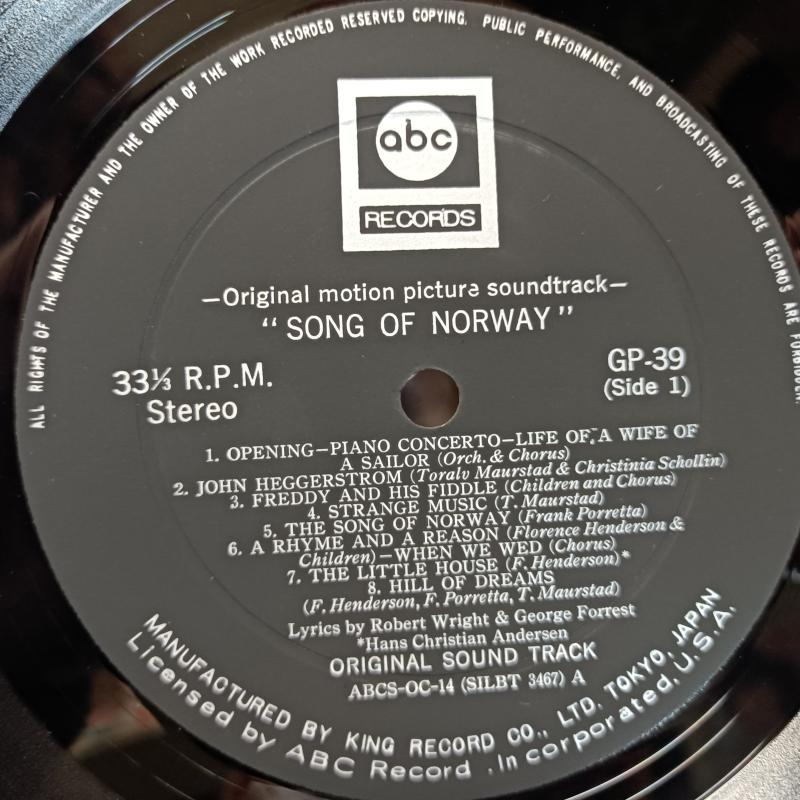 ALL RIGHTS OF THE MANUFACTURER AND THE OWNER OF THE WORK RECORDED RESERVED COPYING. PUBLIC PERFORMANCE, AND BROADCASTING OF THESE RECORDS ARE FORBIDDEN.
abc
RECORDS
—Original motion picture soundtrack—
"SONG OF NORWAY"
33⅓ R.P.M.
Stereo
GP-39
(Side 1)
1. OPENING—PIANO CONCERTO—LIFE OF, A WIFE OF
A SAILOR (Orch. & Chorus)
2. JOHN HEGGERSTROM (Toralv Maurstad & Christinia Schollin)
3. FREDDY AND HIS FIDDLE (Children and Chorus)
4. STRANGE MUSIC (T. Maurstad)
5. THE SONG OF NORWAY (Frank Porretta)
6. A RHYME AND A REASON (Florence Henderson &
Children)—WHEN WE WED (Chorus)
7. THE LITTLE HOUSE (F. Henderson)*
8. HILL OF DREAMS
(F. Henderson, F. Porretta, T. Maurstad)
Lyrics by Robert Wright & George Forrest
*Hans Christian Andersen
ORIGINAL SOUND TRACK
ABCS-OC-14 (SILBT 3467) A
MANUFACTURED BY KING RECORD CO., LTD. TOKYO, JAPAN
Licensed by ABC Record .Incorporated, U.S.A.